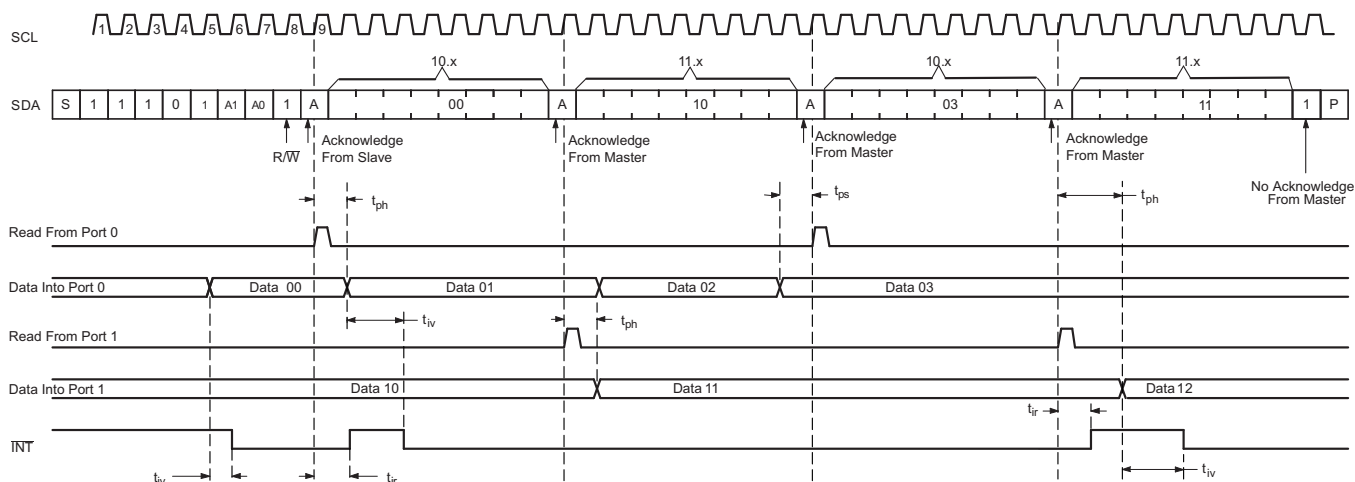 SCL 1 2 3 4 5 6 7 8 9
10.x 11.x 10.x 11.x
SDA S 1 1 1 0 1 A1 A0 1 A 00 A 10 A 03 A 11 1 P
R/W̅
Acknowledge
From Slave
Acknowledge
From Master
Acknowledge
From Master
Acknowledge
From Master
No Acknowledge
From Master
tph
tps
tph
Read From Port 0
Data Into Port 0 Data 00 Data 01 Data 02 Data 03
tiv
tph
Read From Port 1
Data Into Port 1 Data 10 Data 11 Data 12
tir
I̅N̅T̅
tiv
tir
tiv